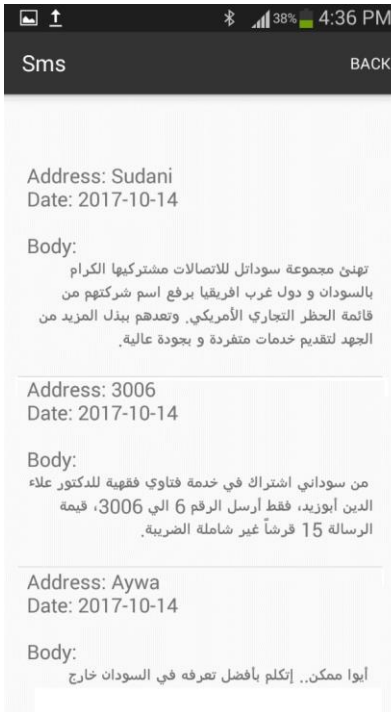 38% 4:36 PM
Sms BACK
Address: Sudani
Date: 2017-10-14
Body:
تهنئ مجموعة سوداتل للاتصالات مشتركيها الكرام
بالسودان و دول غرب افريقيا برفع اسم شركتهم من
قائمة الحظر التجاري الأمريكي. وتعدهم ببذل المزيد من
الجهد لتقديم خدمات متفردة و بجودة عالية.
Address: 3006
Date: 2017-10-14
Body:
من سوداني اشتراك في خدمة فتاوي فقهية للدكتور علاء
الدين أبوزيد، فقط أرسل الرقم 6 الي 3006، قيمة
الرسالة 15 قرشاً غير شاملة الضريبة.
Address: Aywa
Date: 2017-10-14
Body:
أيوا ممكن.. إتكلم بأفضل تعرفه في السودان خارج